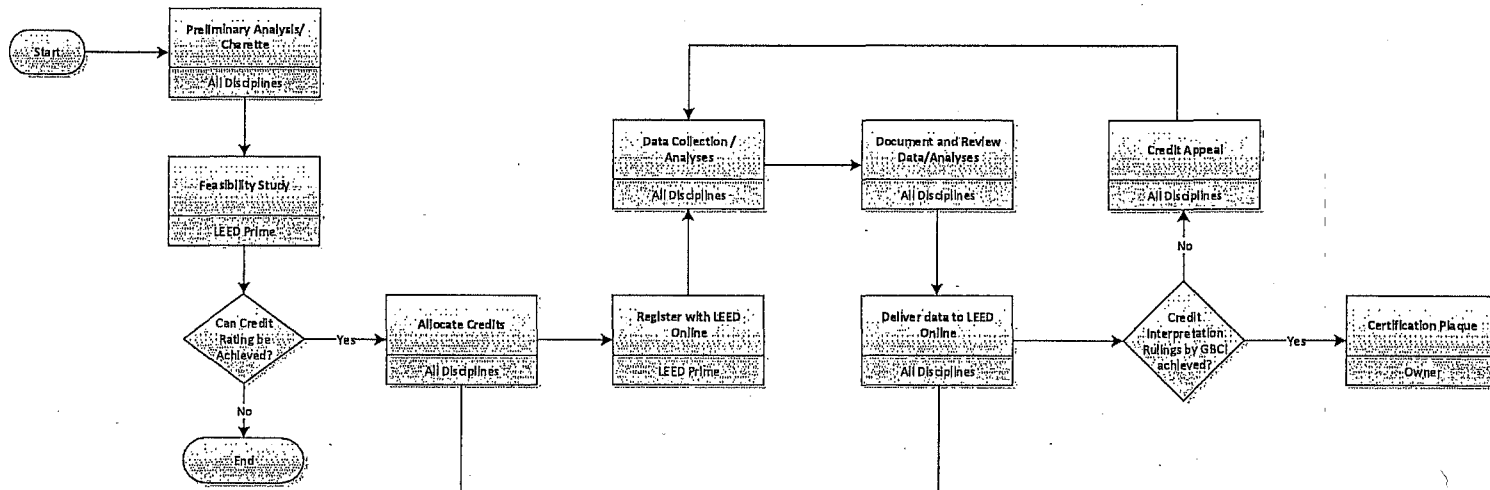 Start
Preliminary Analysis/
Charette
All Disciplines
Feasibility Study
LEED Prime
Can Credit
Rating be
Achieved?
Yes
No
End
Allocate Credits
All Disciplines
Register with LEED
Online
LEED Prime
Data Collection /
Analyses
All Disciplines
Document and Review
Data/Analyses
All Disciplines
Deliver data to LEED
Online
All Disciplines
Credit
Interpretation
Rulings by GBCI
achieved?
No
Credit Appeal
All Disciplines
Yes
Certification Plaque
Owner